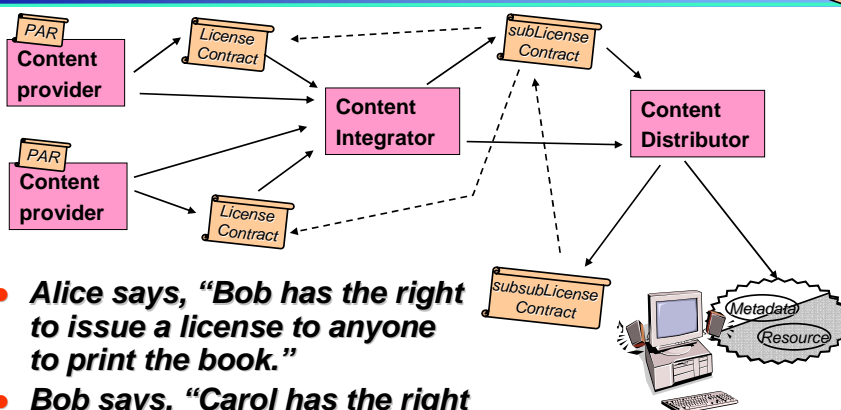 PAR
Content
provider
License
Contract
subLicense
Contract
Content
Integrator
Content
Distributor
PAR
Content
provider
License
Contract
subsubLicense
Contract
Metadata
Resource
Alice says, “Bob has the right
to issue a license to anyone
to print the book.”
Bob says, “Carol has the right